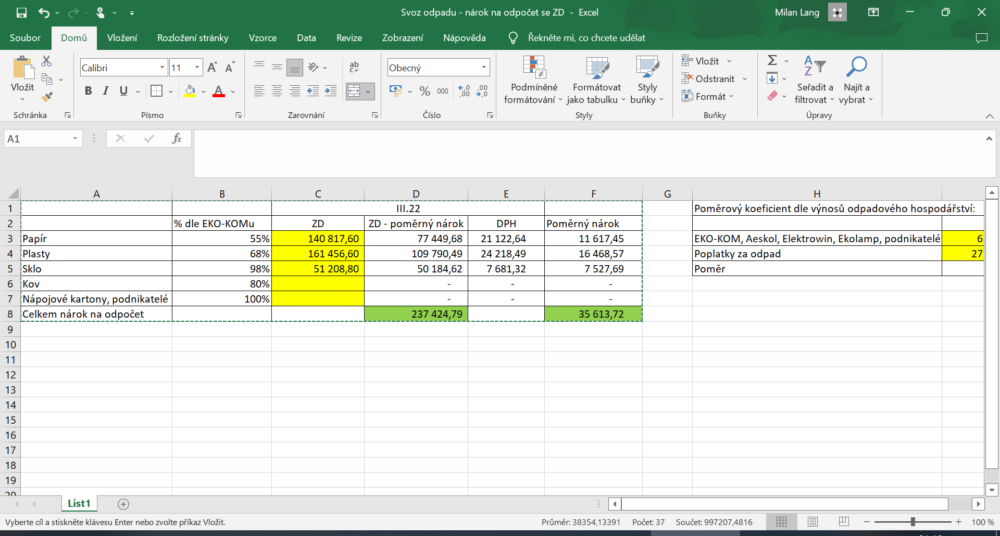 Svoz odpadu - nárok na odpočet se ZD - Excel
Milan Lang
Soubor Domů Vložení Rozložení stránky Vzorce Data Revize Zobrazení Nápověda Řekněte mi, co chcete udělat
Vložit
Schránka
Calibri 11
B I U A
Písmo
ab
c
Zarovnání
Obecný
% 000 ,00 ,0
Číslo
Podmíněné formátování
Formátovat jako tabulku
Styly buňky
Styly
Vložit
Odstranit
Formát
Buňky
Seřadit a filtrovat
Najít a vybrat
Úpravy
A1 fx
A B C D E F G H
1 III.22 Poměrový koeficient dle výnosů odpadového hospodářství:
2 % dle EKO-KOMu ZD ZD - poměrný nárok DPH Poměrný nárok
3 Papír 55% 140 817,60 77 449,68 21 122,64 11 617,45 EKO-KOM, Aeskol, Elektrowin, Ekolamp, podnikatelé 6
4 Plasty 68% 161 456,60 109 790,49 24 218,49 16 468,57 Poplatky za odpad 27
5 Sklo 98% 51 208,80 50 184,62 7 681,32 7 527,69 Poměr
6 Kov 80% - - -
7 Nápojové kartony, podnikatelé 100% - - -
8 Celkem nárok na odpočet 237 424,79 35 613,72
9
10
11
12
13
14
15
16
17
18
19
20
List1
Vyberte cíl a stiskněte klávesu Enter nebo zvolte příkaz Vložit. Průměr: 38354,13391 Počet: 37 Součet: 997207,4816 100 %